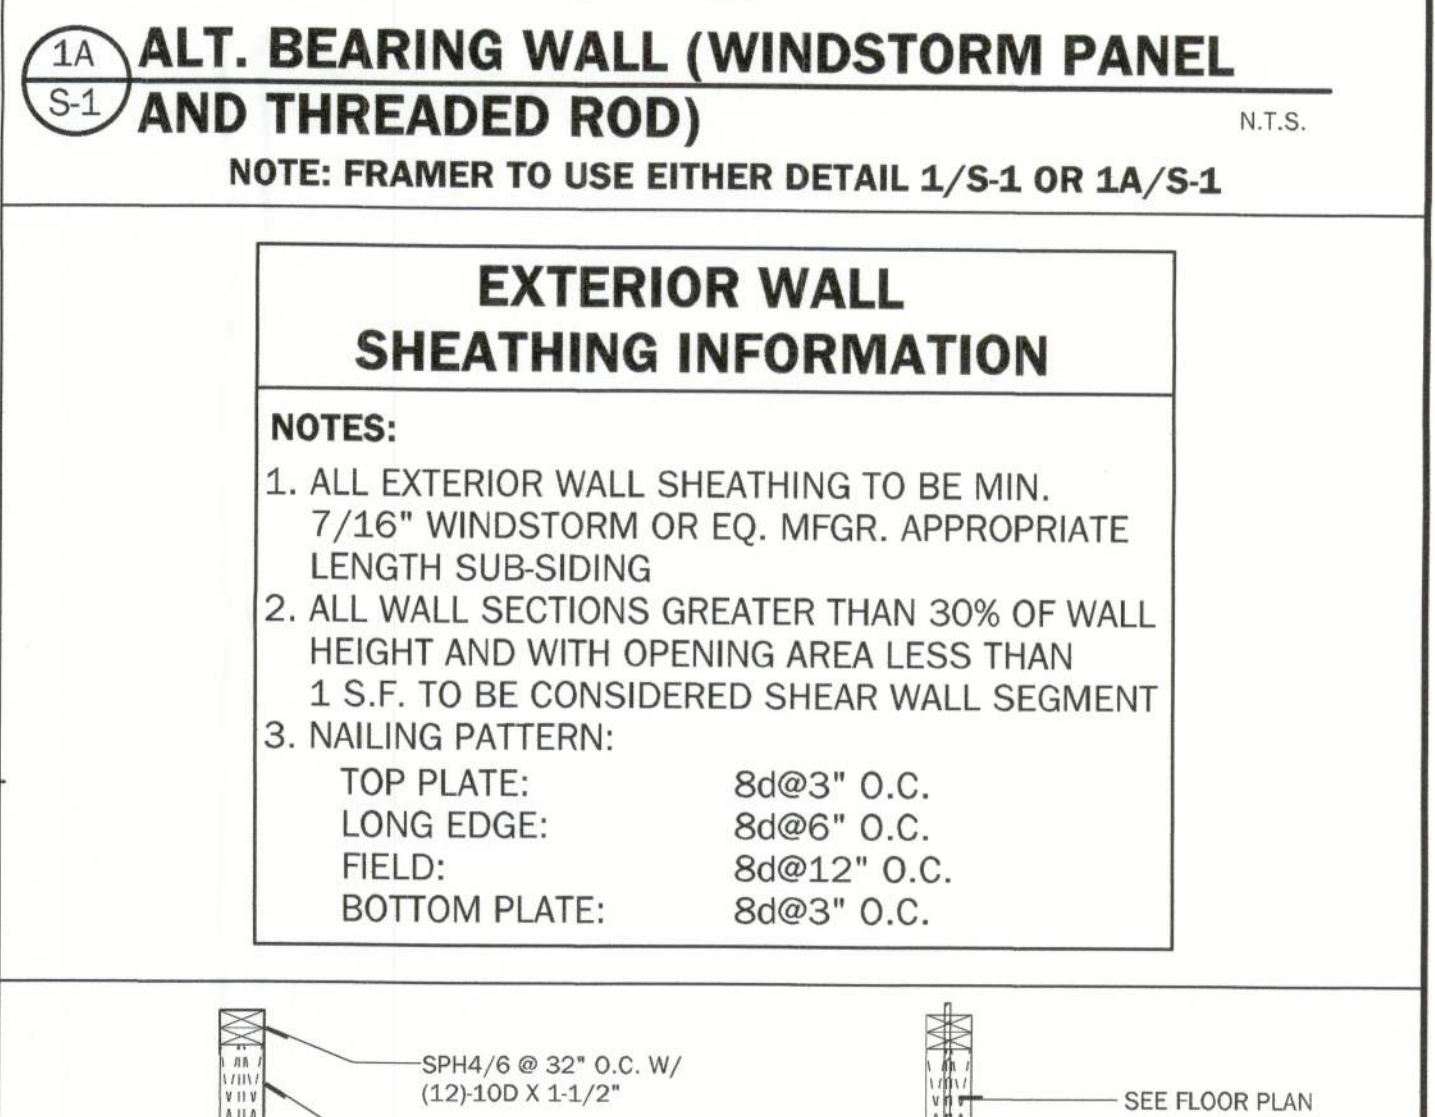 1A
S-1
ALT. BEARING WALL (WINDSTORM PANEL
AND THREADED ROD)
N.T.S.
NOTE: FRAMER TO USE EITHER DETAIL 1/S-1 OR 1A/S-1
EXTERIOR WALL
SHEATHING INFORMATION
NOTES:
1. ALL EXTERIOR WALL SHEATHING TO BE MIN.
7/16" WINDSTORM OR EQ. MFGR. APPROPRIATE
LENGTH SUB-SIDING
2. ALL WALL SECTIONS GREATER THAN 30% OF WALL
HEIGHT AND WITH OPENING AREA LESS THAN
1 S.F. TO BE CONSIDERED SHEAR WALL SEGMENT
3. NAILING PATTERN:
TOP PLATE: 8d@3" O.C.
LONG EDGE: 8d@6" O.C.
FIELD: 8d@12" O.C.
BOTTOM PLATE: 8d@3" O.C.
SPH4/6 @ 32" O.C. W/
(12)-10D X 1-1/2"
SEE FLOOR PLAN